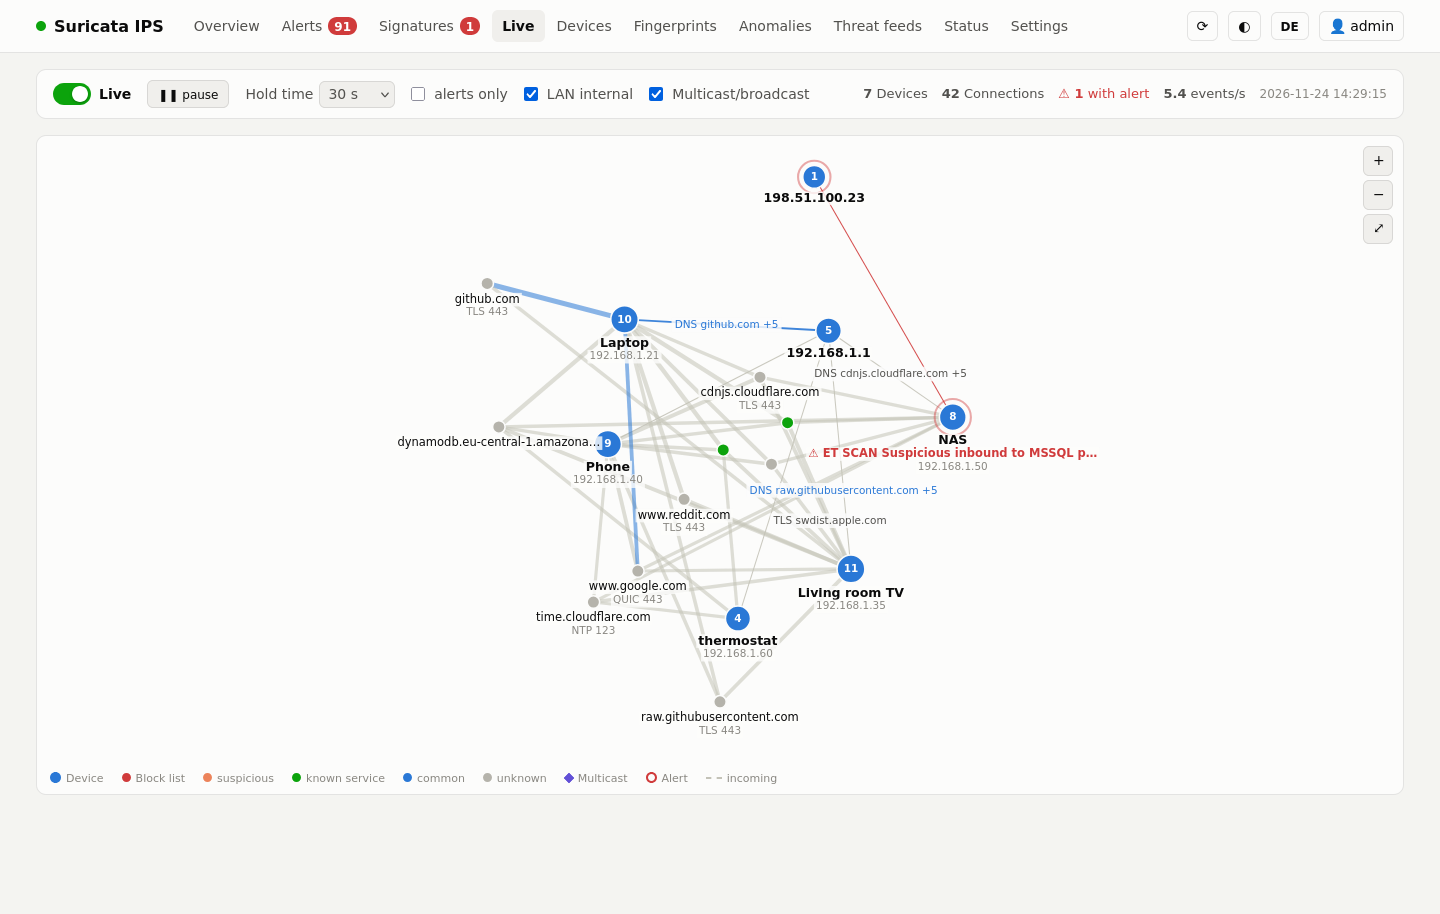 Suricata IPS Overview Alerts 91 Signatures 1 Live Devices Fingerprints Anomalies Threat feeds Status Settings ⟳ ◐ DE 👤 admin
Live ❚❚ pause Hold time 30 s alerts only LAN internal Multicast/broadcast 7 Devices 42 Connections ⚠ 1 with alert 5.4 events/s 2026-11-24 14:29:15
+
−
⤢
1
198.51.100.23
github.com
TLS 443
10
Laptop
192.168.1.21
DNS github.com +5
5
192.168.1.1
DNS cdnjs.cloudflare.com +5
cdnjs.cloudflare.com
TLS 443
8
NAS
⚠ ET SCAN Suspicious inbound to MSSQL p…
192.168.1.50
dynamodb.eu-central-1.amazona…
9
Phone
192.168.1.40
DNS raw.githubusercontent.com +5
www.reddit.com
TLS 443
TLS swdist.apple.com
11
Living room TV
192.168.1.35
www.google.com
QUIC 443
time.cloudflare.com
NTP 123
4
thermostat
192.168.1.60
raw.githubusercontent.com
TLS 443
Device Block list suspicious known service common unknown Multicast Alert incoming